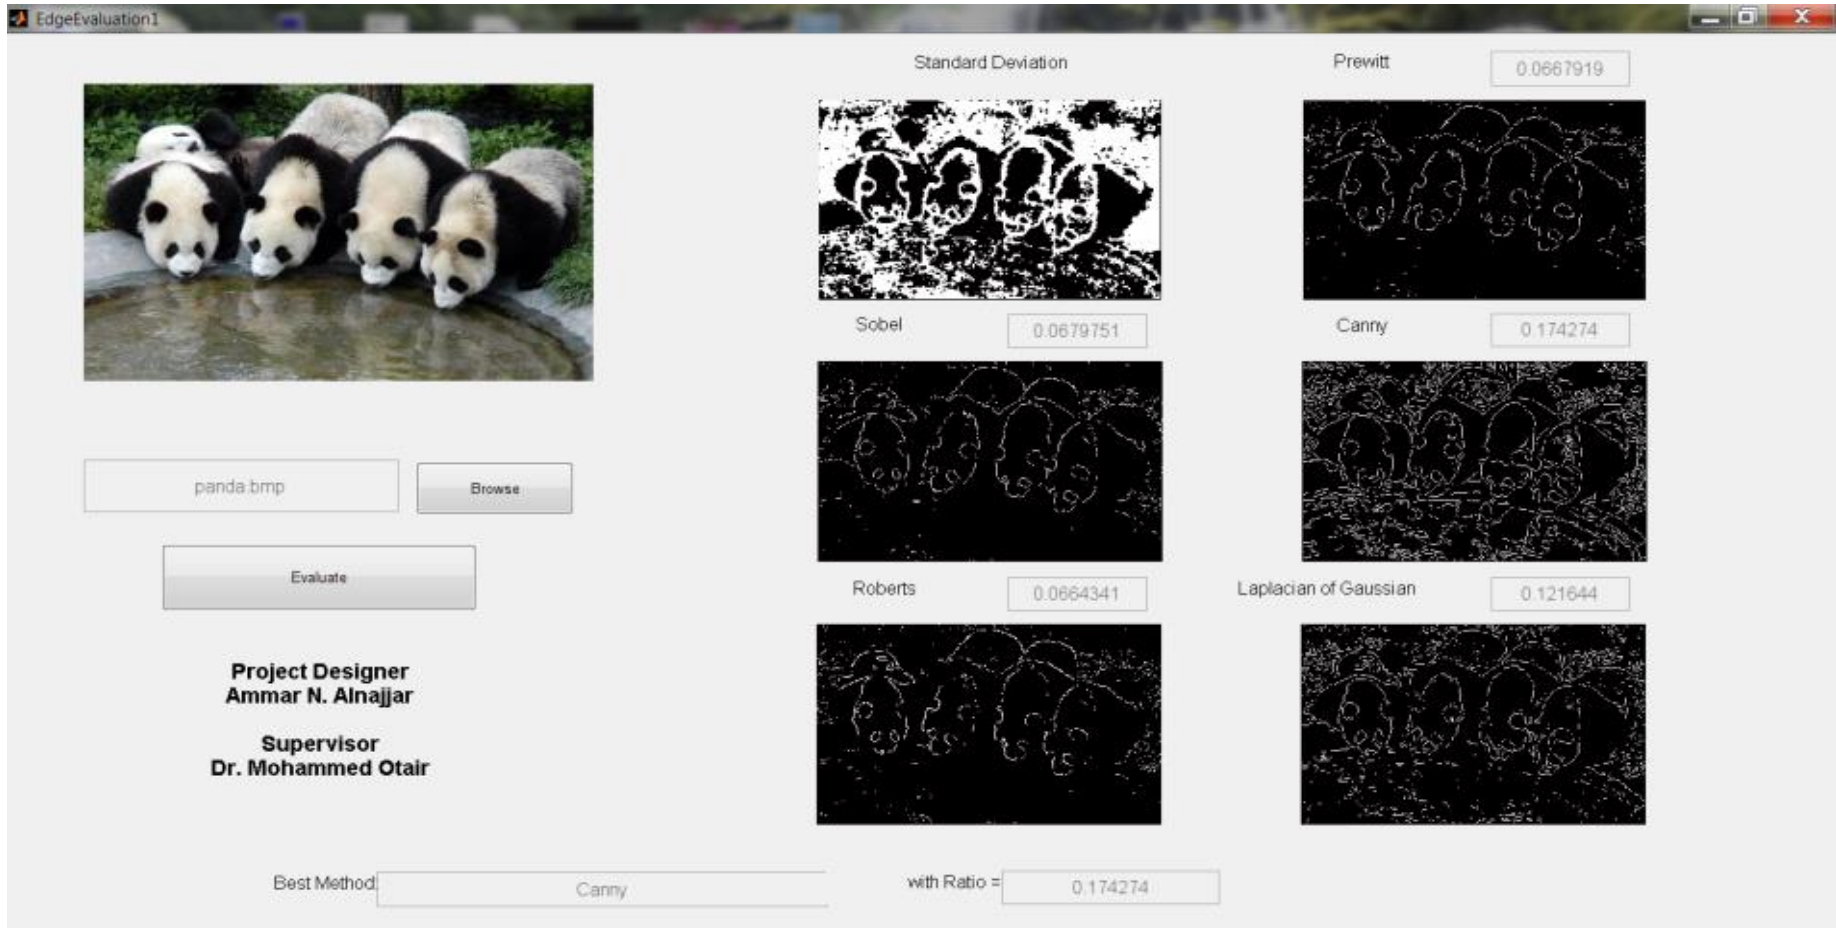 EdgeEvaluation1
Standard Deviation
Prewitt
0.0667919
Sobel
0.0679751
Canny
0.174274
panda.bmp
Browse
Evaluate
Roberts
0.0664341
Laplacian of Gaussian
0.121644
Project Designer
Ammar N. Alnajjar
Supervisor
Dr. Mohammed Otair
Best Method:
Canny
with Ratio =
0.174274